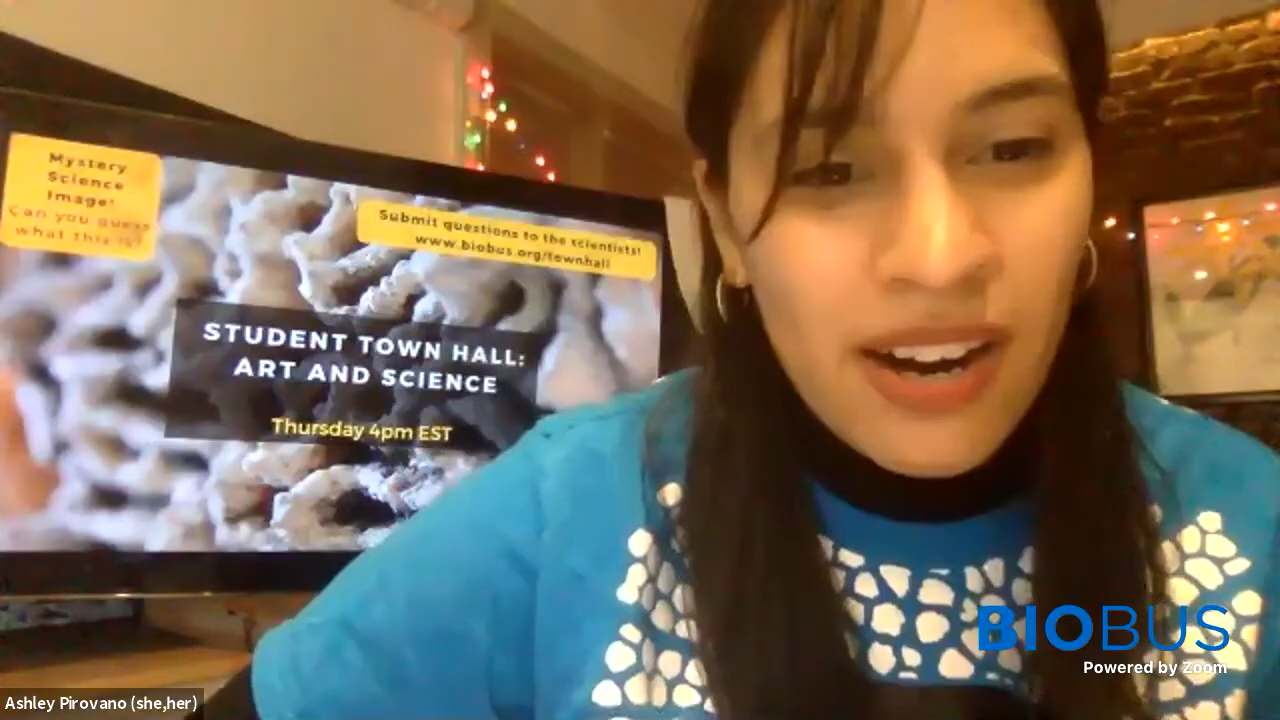 Mystery
Science
Image!
Can you guess
what this is?
Submit questions to the scientists!
www.biobus.org/townhall
STUDENT TOWN HALL:
ART AND SCIENCE
Thursday 4pm EST
BIOBUS
Powered by Zoom
Ashley Pirovano (she,her)